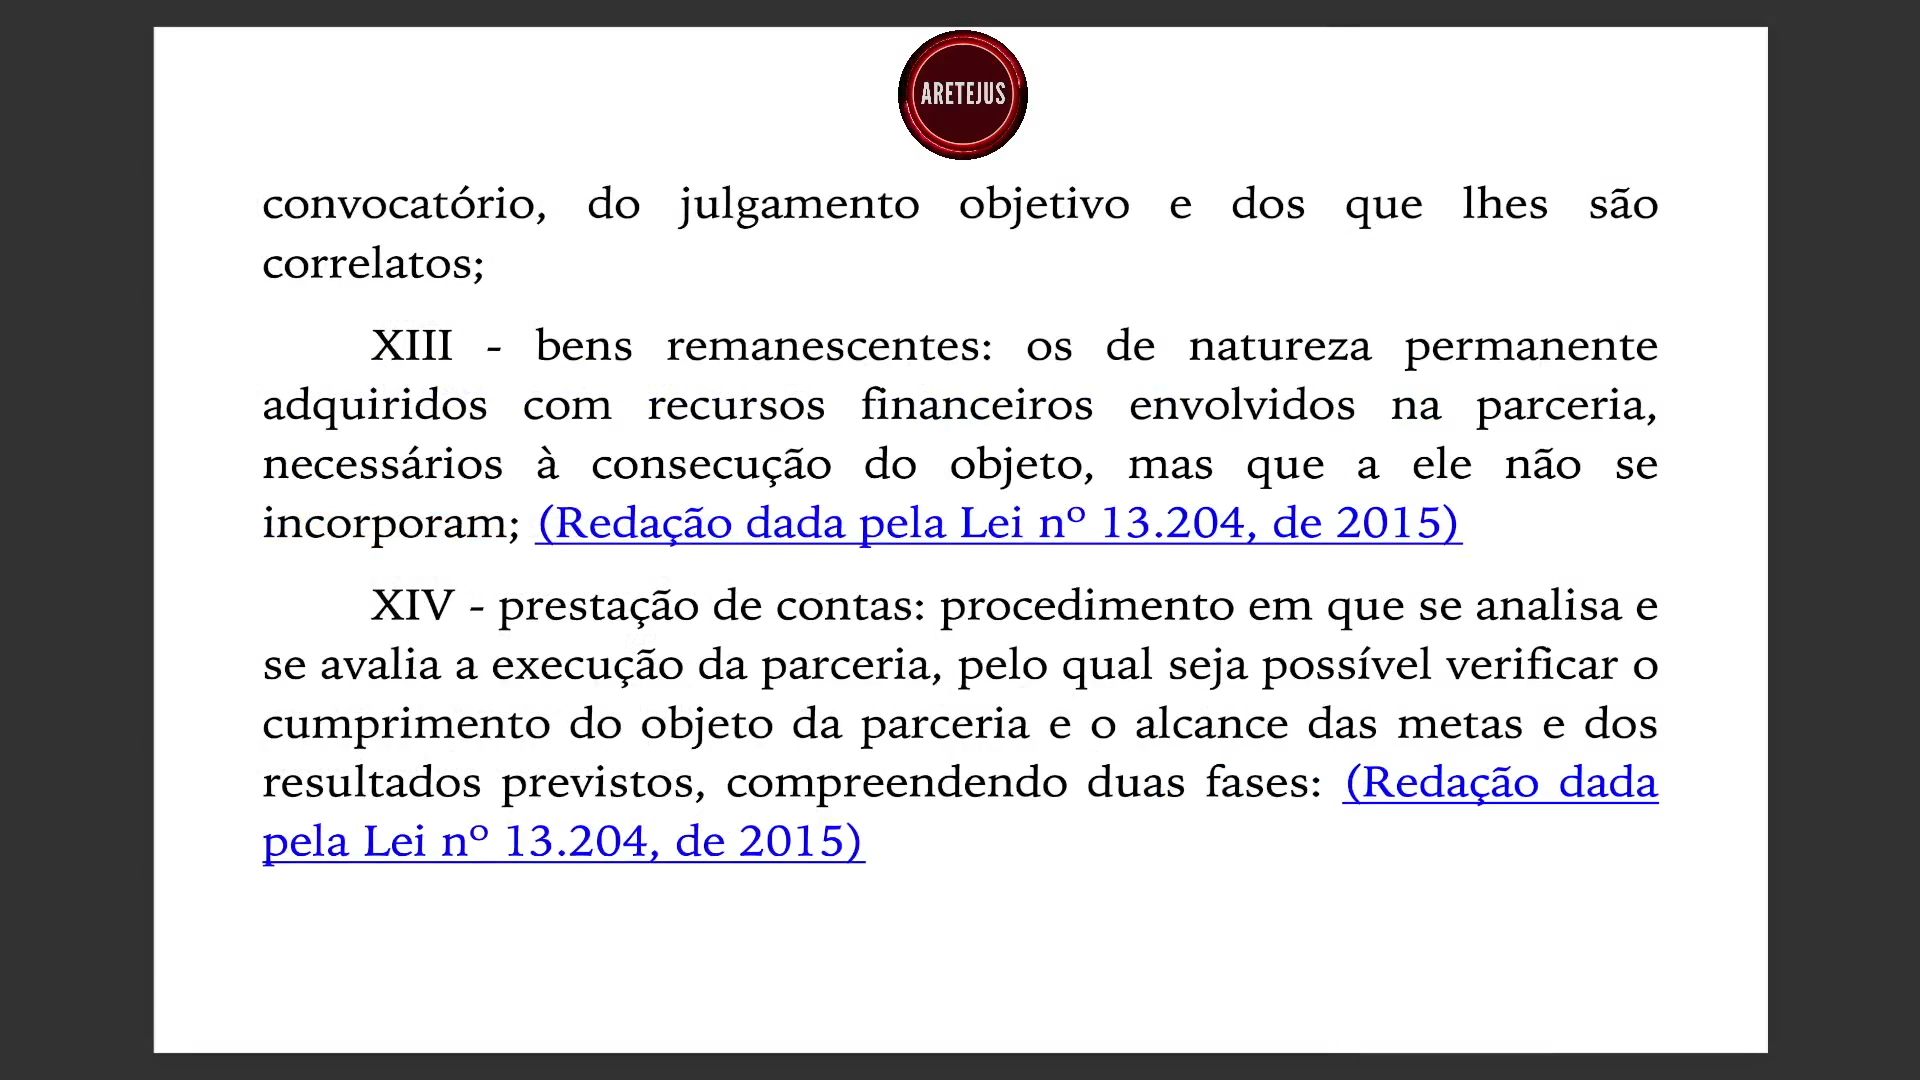 ARETEJUS
convocatório, do julgamento objetivo e dos que lhes são
correlatos;
XIII - bens remanescentes: os de natureza permanente
adquiridos com recursos financeiros envolvidos na parceria,
necessários à consecução do objeto, mas que a ele não se
incorporam; (Redação dada pela Lei nº 13.204, de 2015)
XIV - prestação de contas: procedimento em que se analisa e
se avalia a execução da parceria, pelo qual seja possível verificar o
cumprimento do objeto da parceria e o alcance das metas e dos
resultados previstos, compreendendo duas fases: (Redação dada
pela Lei nº 13.204, de 2015)